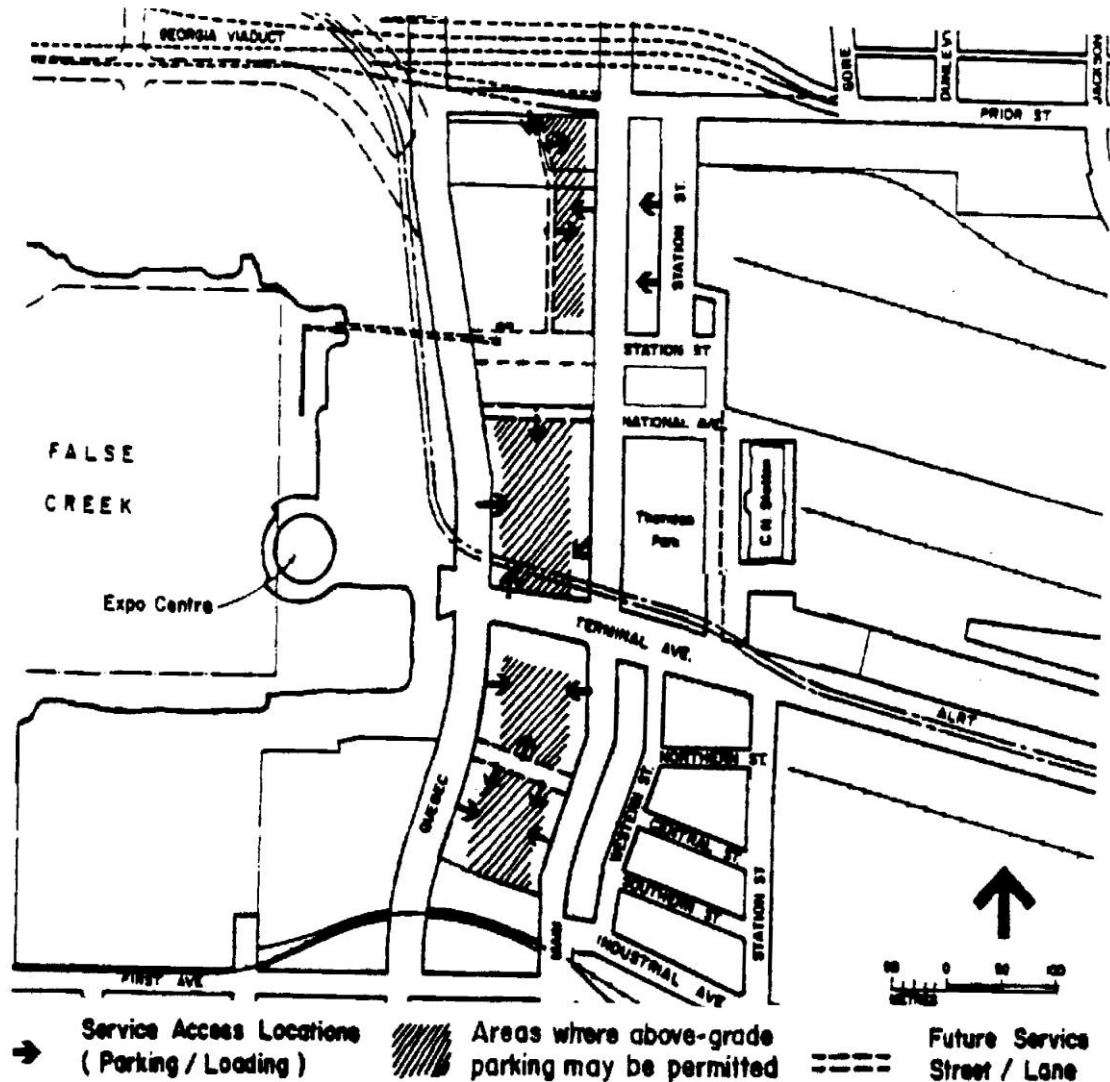 GEORGIA VIADUCT
GORE
JACKSON
PRIOR ST
STATION ST.
STATION ST
NATIONAL AVE.
FALSE
CREEK
Park
C N Station
Expo Centre
TERMINAL AVE.
ALRT
NORTHERN ST.
QUEBEC
WESTERN ST.
CENTRAL ST.
SOUTHERN ST.
STATION ST
MAIN
INDUSTRIAL AVE
FIRST AVE
50 0 50 100
METRES
Service Access Locations
( Parking / Loading )
Areas where above-grade
parking may be permitted
Future Service
Street / Lane